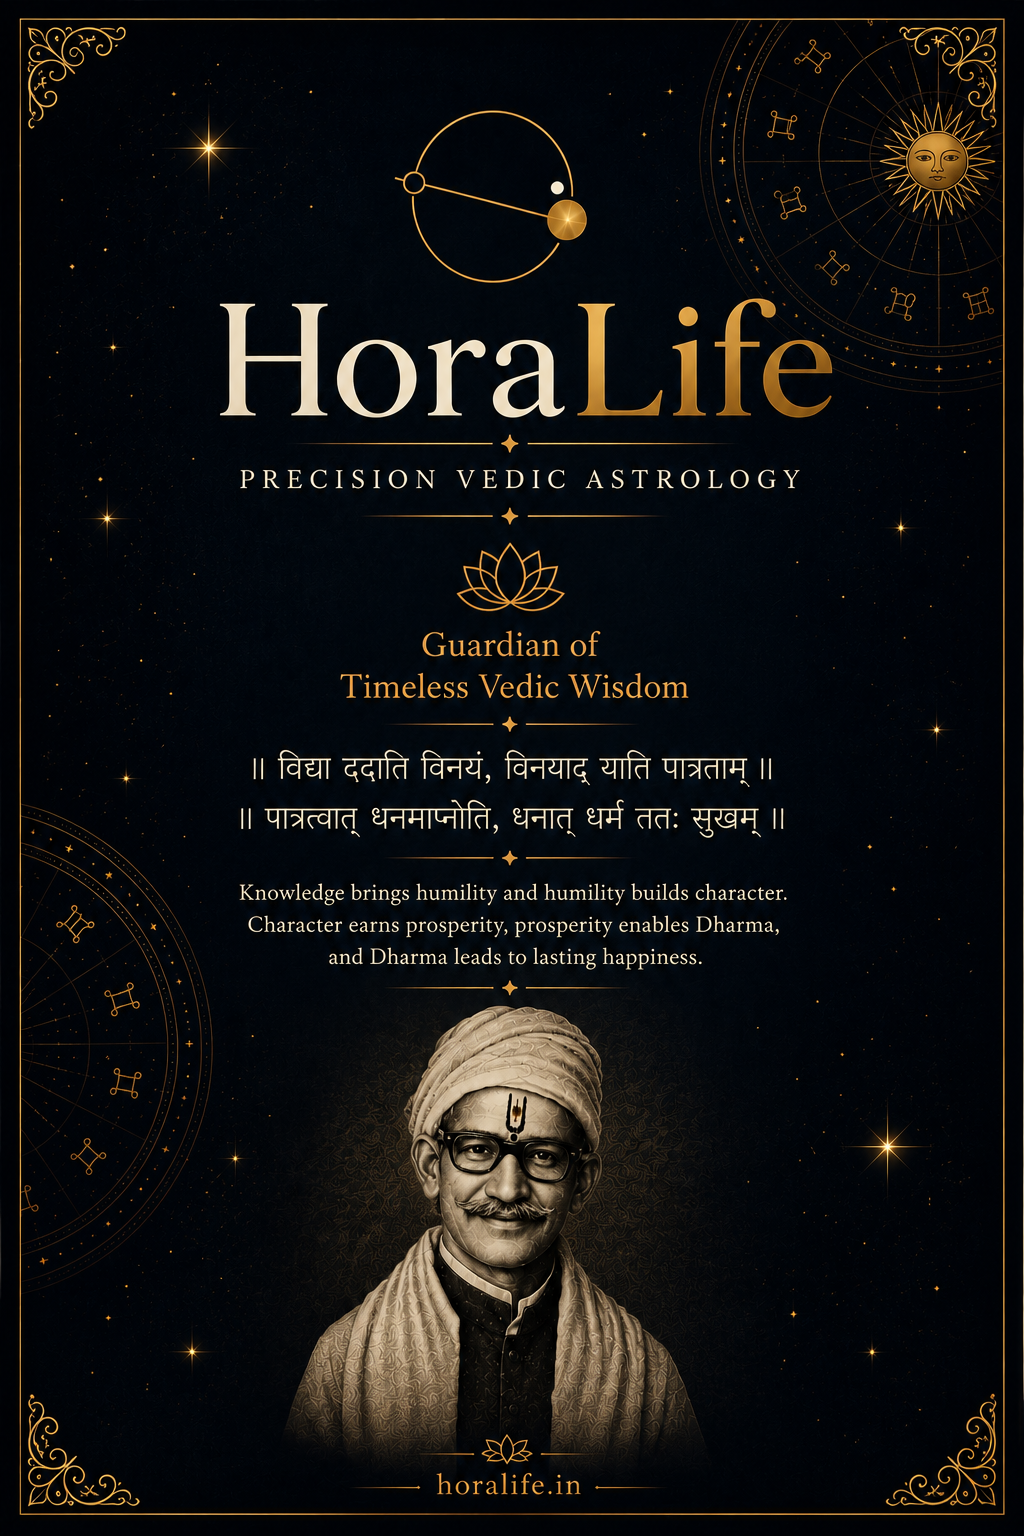 HoraLife
PRECISION VEDIC ASTROLOGY
Guardian of
Timeless Vedic Wisdom
॥ विद्या ददाति विनयं, विनयाद् याति पात्रताम् ॥
॥ पात्रत्वात् धनमाप्नोति, धनात् धर्म ततः सुखम् ॥
Knowledge brings humility and humility builds character.
Character earns prosperity, prosperity enables Dharma,
and Dharma leads to lasting happiness.
horalife.in